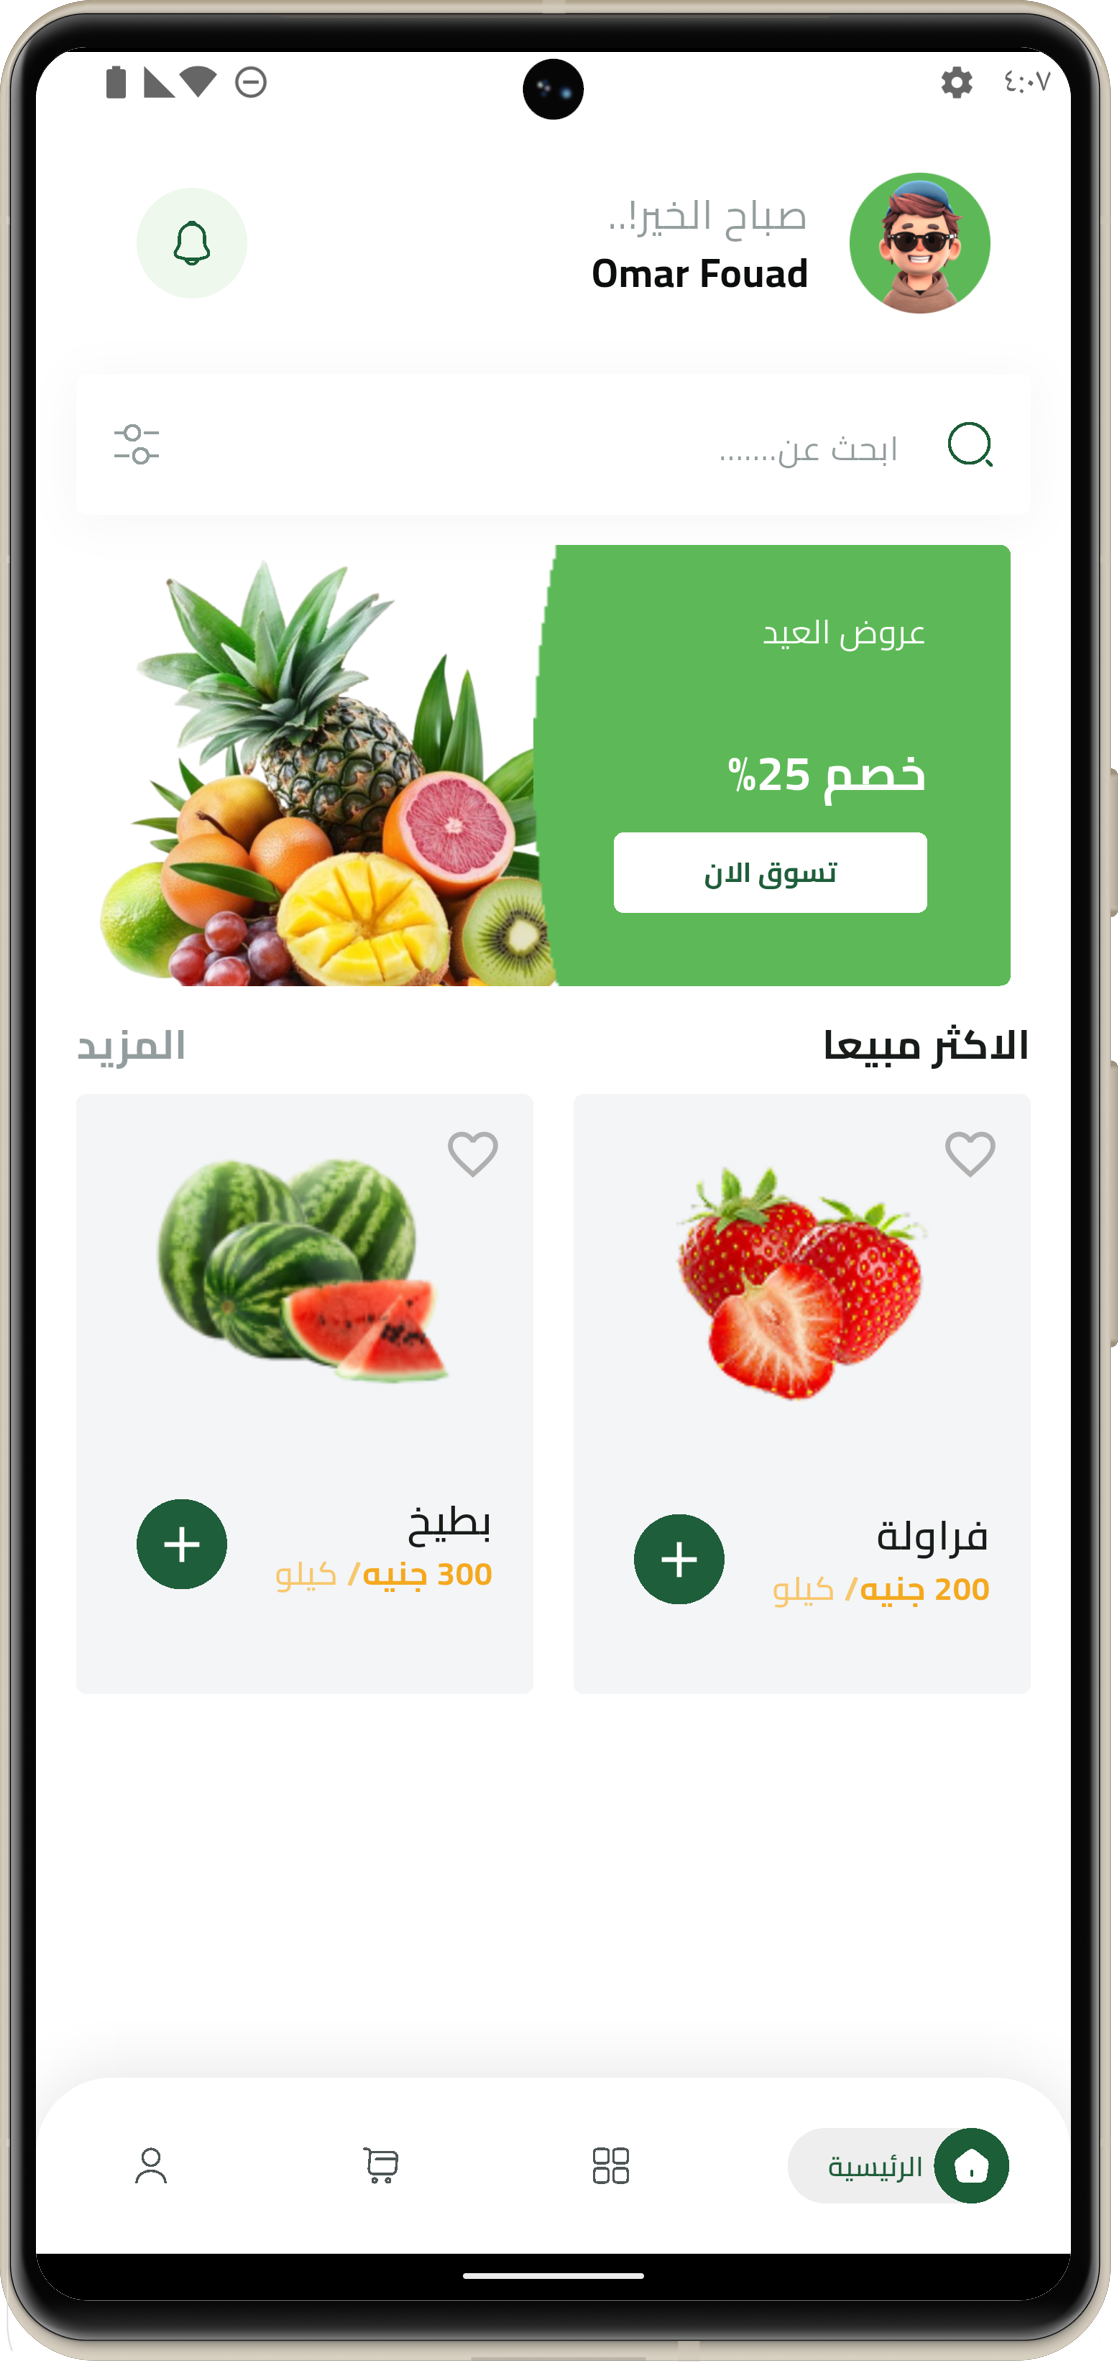 ٤:٠٧
صباح الخير!..
Omar Fouad
ابحث عن.......
عروض العيد
خصم 25%
تسوق الان
الاكثر مبيعا
المزيد
فراولة
200 جنيه/ كيلو
بطيخ
300 جنيه/ كيلو
الرئيسية